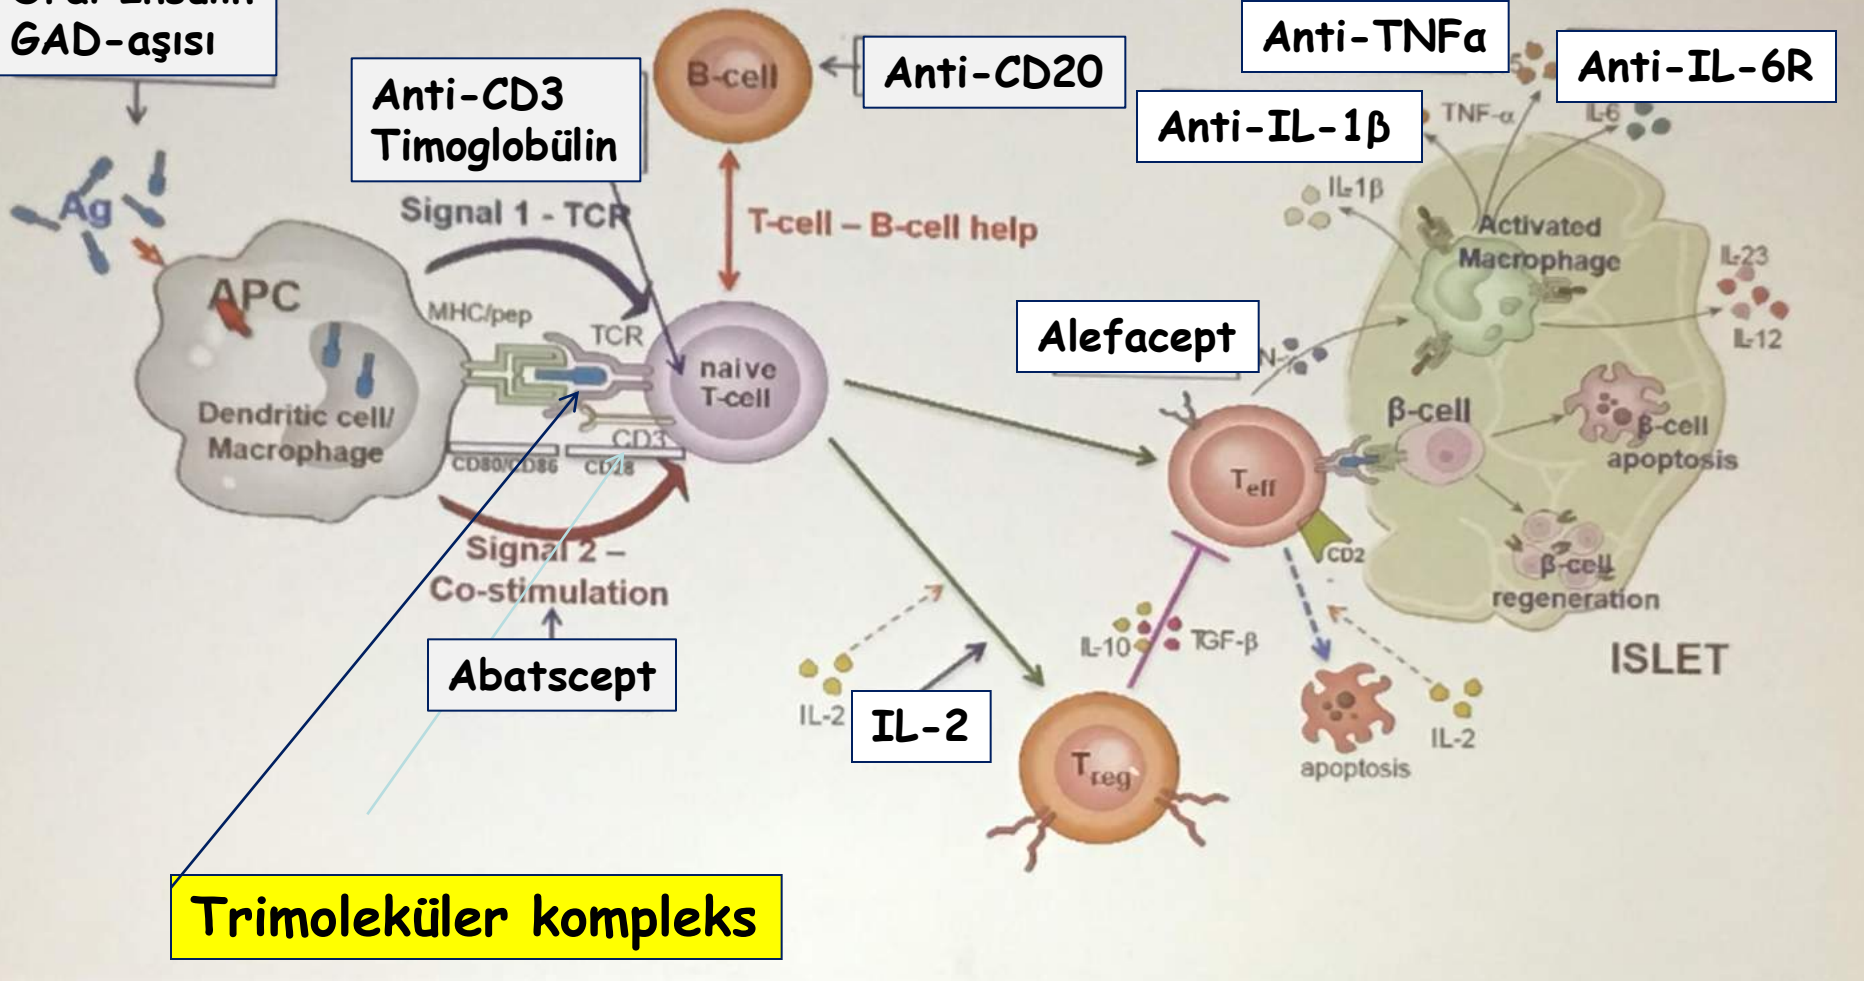 GAD-aşısı
Anti-CD3
Timoglobülin
B-cell
Anti-CD20
Anti-TNFα
Anti-IL-6R
Anti-IL-1β
TNF-α
IL-6
IL-1β
Ag
Signal 1 - TCR
T-cell – B-cell help
Activated
Macrophage
IL-23
IL-12
APC
MHC/pep
TCR
naive
T-cell
Alefacept
Dendritic cell/
Macrophage
CD3
CD80/CD86
CD28
β-cell
β-cell
apoptosis
Teff
CD2
β-cell
regeneration
ISLET
Signal 2 –
Co-stimulation
Abatscept
IL-10
TGF-β
IL-2
IL-2
Treg
IL-2
apoptosis
Trimoleküler kompleks